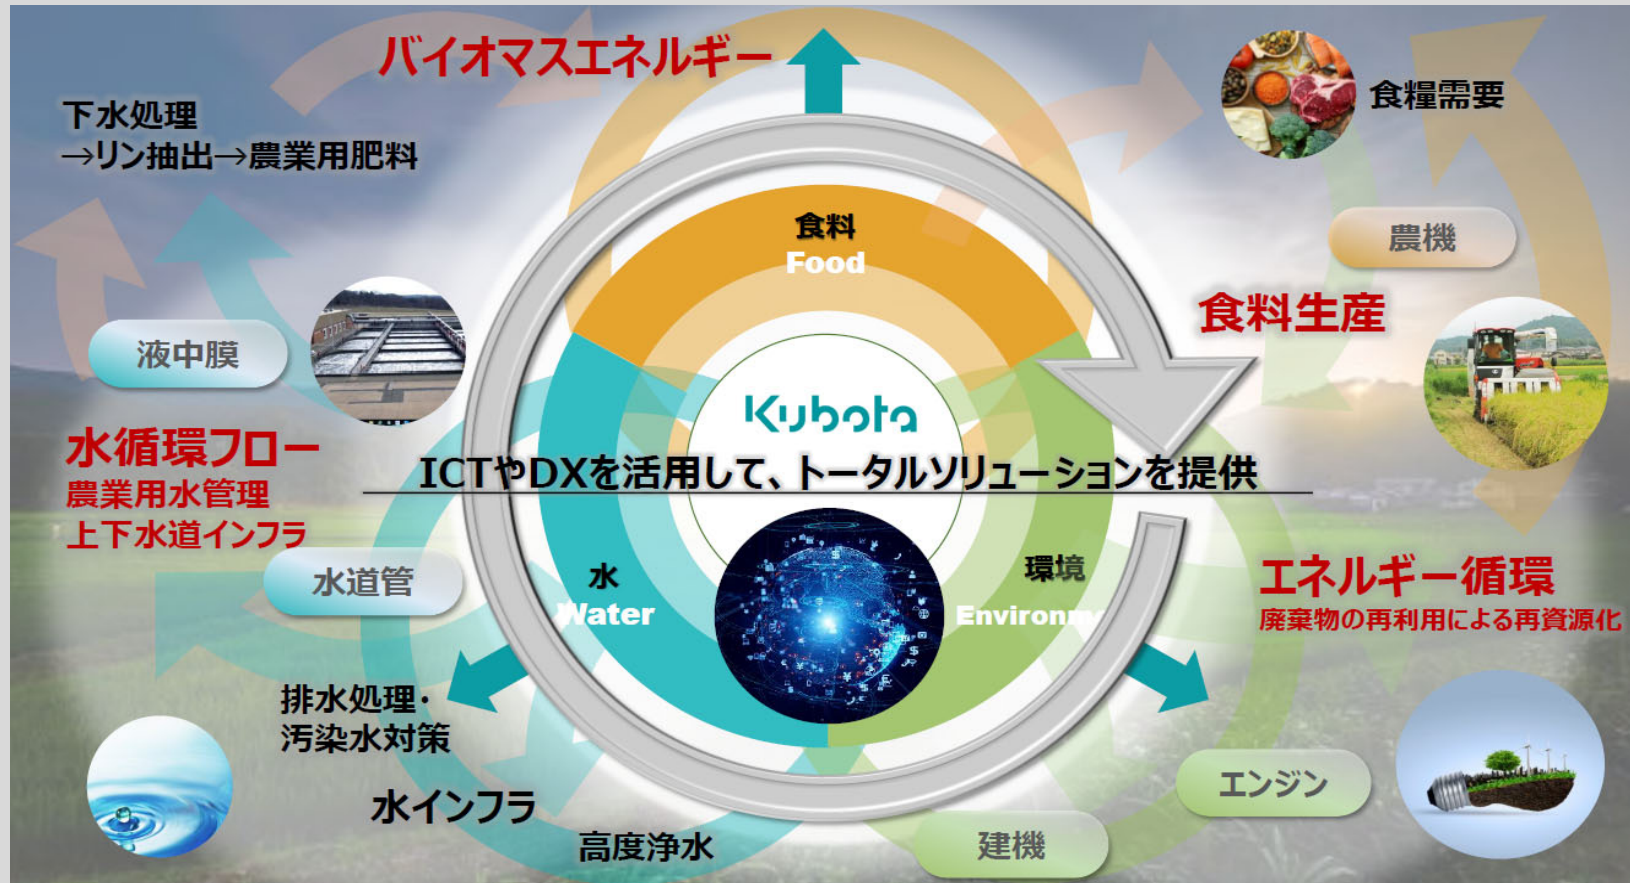 バイオマスエネルギー
下水処理
→リン抽出→農業用肥料
食糧需要
農機
食料
Food
食料生産
液中膜
Kubota
水循環フロー
農業用水管理
上下水道インフラ
ICTやDXを活用して、トータルソリューションを提供
水道管
水
Water
環境
Environm
エネルギー循環
廃棄物の再利用による再資源化
排水処理・
汚染水対策
水インフラ
高度浄水
エンジン
建機